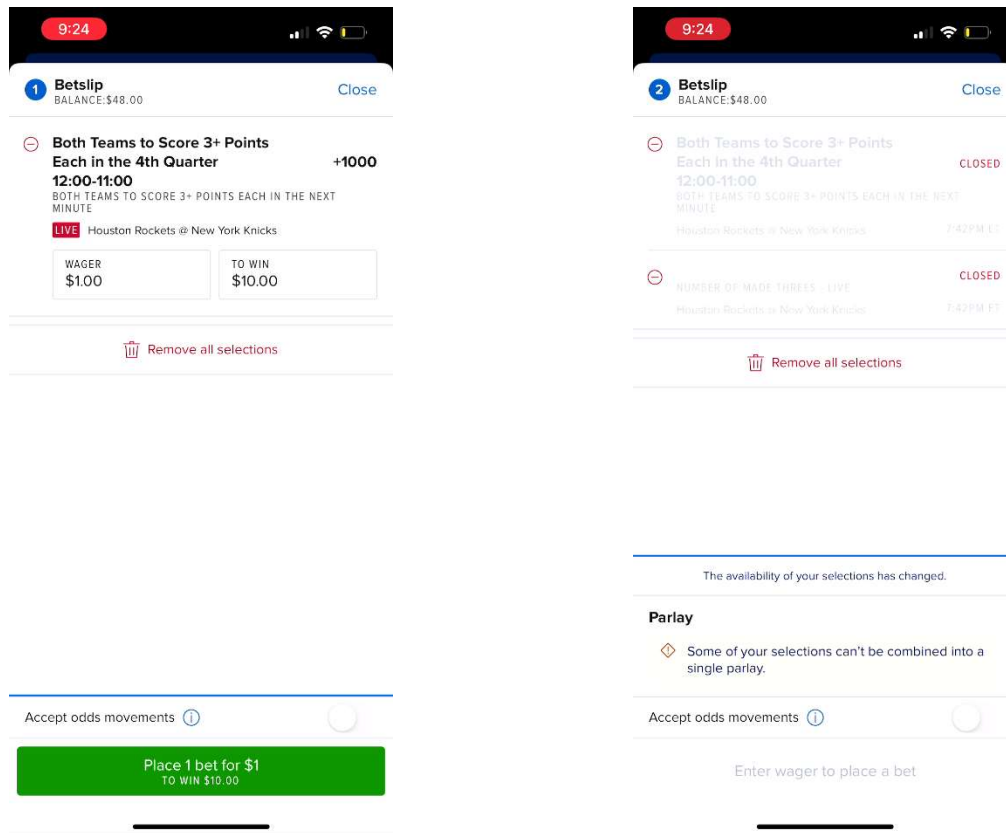 9:24
1
Betslip
BALANCE:$48.00
Close
Both Teams to Score 3+ Points
Each in the 4th Quarter
+1000
12:00-11:00
BOTH TEAMS TO SCORE 3+ POINTS EACH IN THE NEXT
MINUTE
LIVE Houston Rockets @ New York Knicks
WAGER
$1.00
TO WIN
$10.00
Remove all selections
Accept odds movements
Place 1 bet for $1
TO WIN $10.00
9:24
2
Betslip
BALANCE:$48.00
Close
Both Teams to Score 3+ Points
Each in the 4th Quarter
CLOSED
12:00-11:00
BOTH TEAMS TO SCORE 3+ POINTS EACH IN THE NEXT
MINUTE
Houston Rockets @ New York Knicks
7:42PM ET
CLOSED
NUMBER OF MADE THREES - LIVE
Houston Rockets @ New York Knicks
7:42PM ET
Remove all selections
The availability of your selections has changed.
Parlay
Some of your selections can't be combined into a
single parlay.
Accept odds movements
Enter wager to place a bet